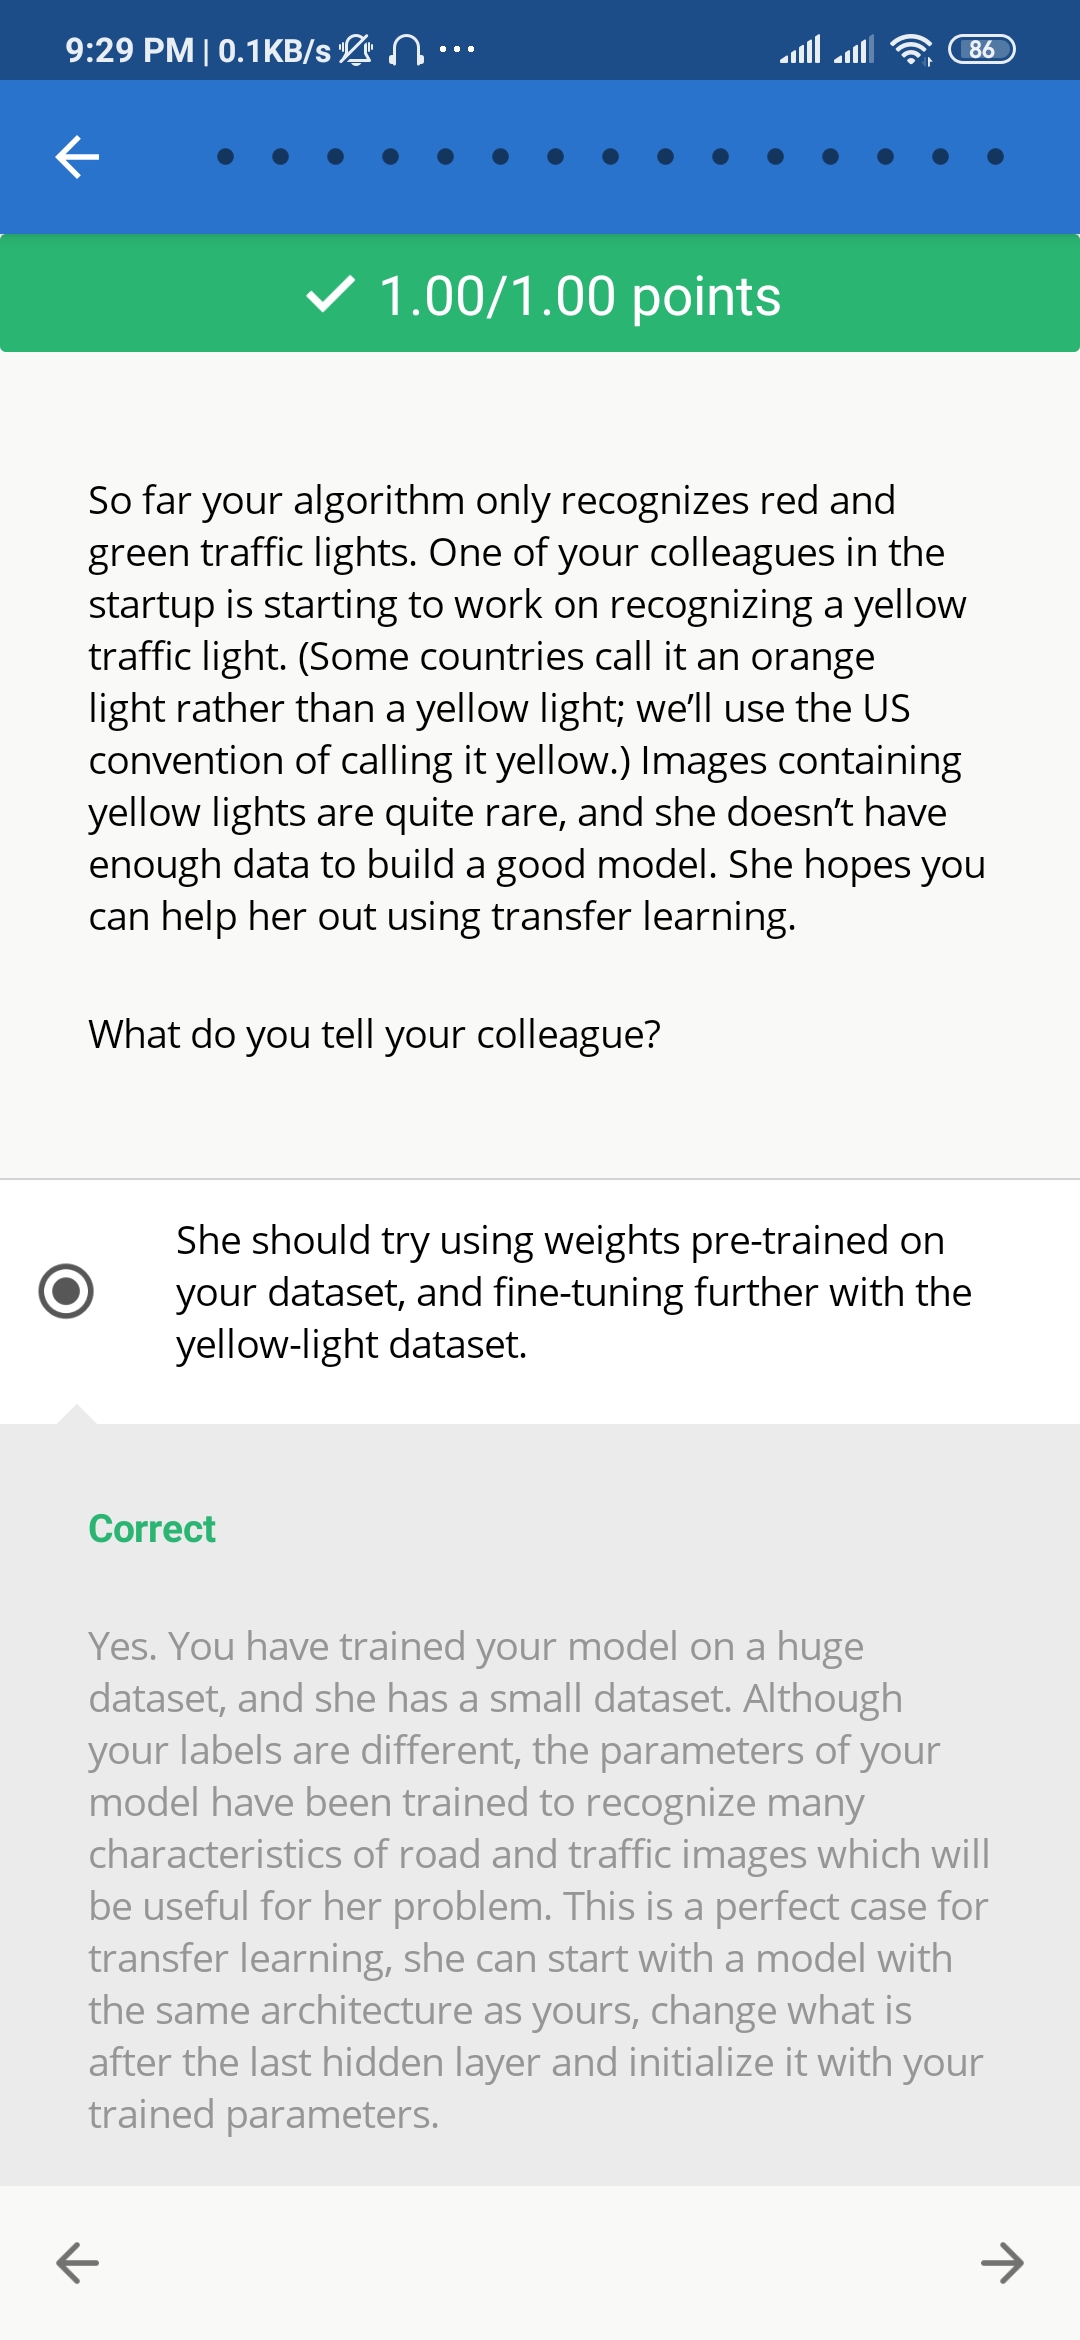 9:29 PM | 0.1KB/s ...
86
1.00/1.00 points
So far your algorithm only recognizes red and
green traffic lights. One of your colleagues in the
startup is starting to work on recognizing a yellow
traffic light. (Some countries call it an orange
light rather than a yellow light; we’ll use the US
convention of calling it yellow.) Images containing
yellow lights are quite rare, and she doesn’t have
enough data to build a good model. She hopes you
can help her out using transfer learning.
What do you tell your colleague?
She should try using weights pre-trained on
your dataset, and fine-tuning further with the
yellow-light dataset.
Correct
Yes. You have trained your model on a huge
dataset, and she has a small dataset. Although
your labels are different, the parameters of your
model have been trained to recognize many
characteristics of road and traffic images which will
be useful for her problem. This is a perfect case for
transfer learning, she can start with a model with
the same architecture as yours, change what is
after the last hidden layer and initialize it with your
trained parameters.